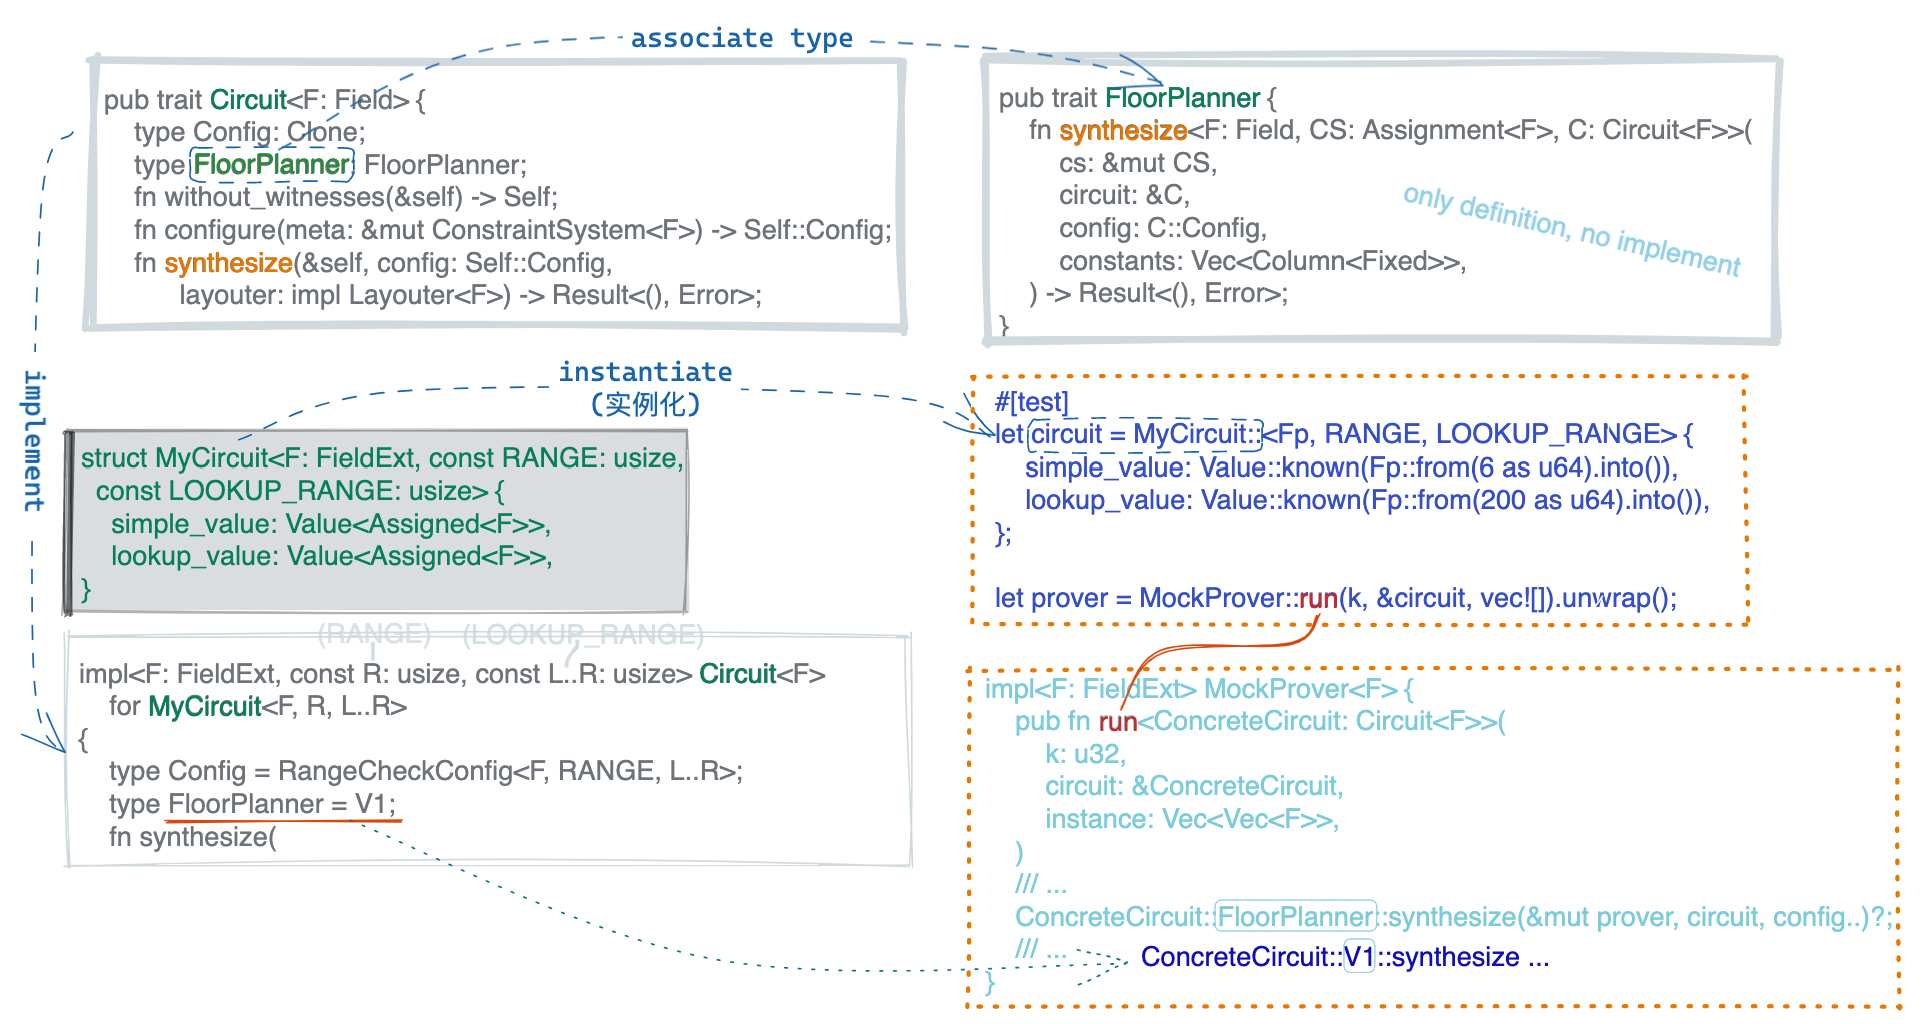 associate type
pub trait Circuit<F: Field> {
type Config: Clone;
type FloorPlanner: FloorPlanner;
fn without_witnesses(&self) -> Self;
fn configure(meta: &mut ConstraintSystem<F>) -> Self::Config;
fn synthesize(&self, config: Self::Config,
layouter: impl Layouter<F>) -> Result<(), Error>;
pub trait FloorPlanner {
fn synthesize<F: Field, CS: Assignment<F>, C: Circuit<F>>(
cs: &mut CS,
circuit: &C,
config: C::Config,
constants: Vec<Column<Fixed>>,
) -> Result<(), Error>;
}
only definition, no implement
implement
instantiate
(实例化)
struct MyCircuit<F: FieldExt, const RANGE: usize,
const LOOKUP_RANGE: usize> {
simple_value: Value<Assigned<F>>,
lookup_value: Value<Assigned<F>>,
}
#[test]
let circuit = MyCircuit::<Fp, RANGE, LOOKUP_RANGE> {
simple_value: Value::known(Fp::from(6 as u64).into()),
lookup_value: Value::known(Fp::from(200 as u64).into()),
};
let prover = MockProver::run(k, &circuit, vec![]).unwrap();
(RANGE) (LOOKUP_RANGE)
impl<F: FieldExt, const R: usize, const L..R: usize> Circuit<F>
for MyCircuit<F, R, L..R>
{
type Config = RangeCheckConfig<F, RANGE, L..R>;
type FloorPlanner = V1;
fn synthesize(
impl<F: FieldExt> MockProver<F> {
pub fn run<ConcreteCircuit: Circuit<F>>(
k: u32,
circuit: &ConcreteCircuit,
instance: Vec<Vec<F>>,
)
/// ...
ConcreteCircuit::FloorPlanner::synthesize(&mut prover, circuit, config..)?;
/// ...
ConcreteCircuit::V1::synthesize ...
}